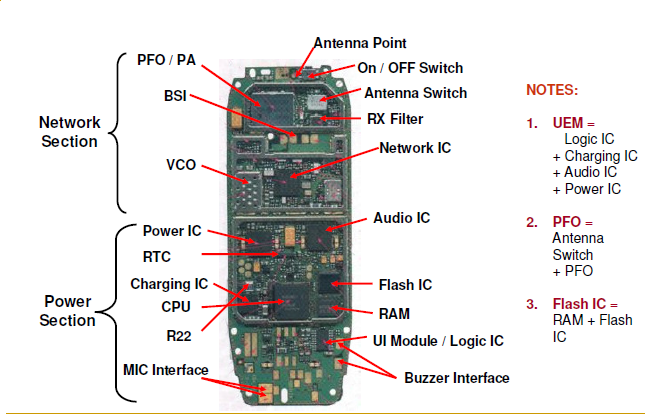 Antenna Point
PFO / PA
On / OFF Switch
BSI
Antenna Switch
RX Filter
Network
Section
Network IC
VCO
Audio IC
Power IC
RTC
Charging IC
Flash IC
CPU
Power
Section
RAM
R22
UI Module / Logic IC
MIC Interface
Buzzer Interface
NOTES:
1. UEM =
Logic IC
+ Charging IC
+ Audio IC
+ Power IC
2. PFO =
Antenna
Switch
+ PFO
3. Flash IC =
RAM + Flash
IC